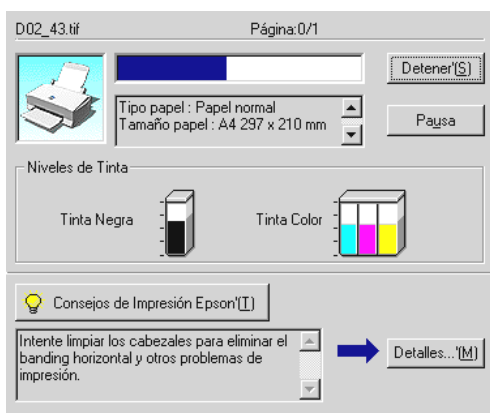 D02_43.tif Página:0/1
Detener'(S)
Tipo papel : Papel normal
Tamaño papel : A4 297 x 210 mm
Pausa
Niveles de Tinta
Tinta Negra Tinta Color
Consejos de Impresión Epson'(T)
Intente limpiar los cabezales para eliminar el
banding horizontal y otros problemas de
impresión.
Detalles...'(M)